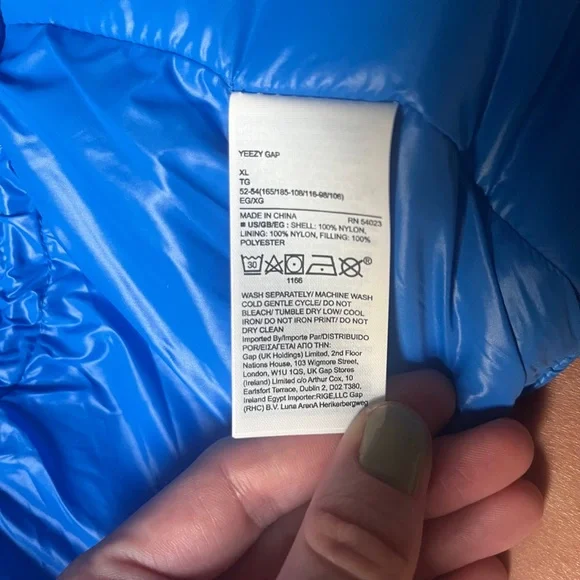 YEEZY GAP
XL
TG
52-54(165/185-108/116-98/106)
EG/XG
MADE IN CHINA RN 54023
■ US/GB/EG : SHELL: 100% NYLON,
LINING: 100% NYLON, FILLING: 100%
POLYESTER
30
®
1166
WASH SEPARATELY/ MACHINE WASH
COLD GENTLE CYCLE/ DO NOT
BLEACH/ TUMBLE DRY LOW/ COOL
IRON/ DO NOT IRON PRINT/ DO NOT
DRY CLEAN
Imported By/Importe Par/DISTRIBUIDO
POR/ΕΙΣΑΓΕΤΑΙ ΑΠΟ ΤΗΝ:
Gap (UK Holdings) Limited, 2nd Floor
Nations House, 103 Wigmore Street,
London, W1U 1QS, UK Gap Stores
(Ireland) Limited c/o Arthur Cox, 10
Earlsfort Terrace, Dublin 2, D02 T380,
Ireland Egypt Importer:RIGE,LLC Gap
(RHC) B.V. Luna ArenA Herikerbergweg